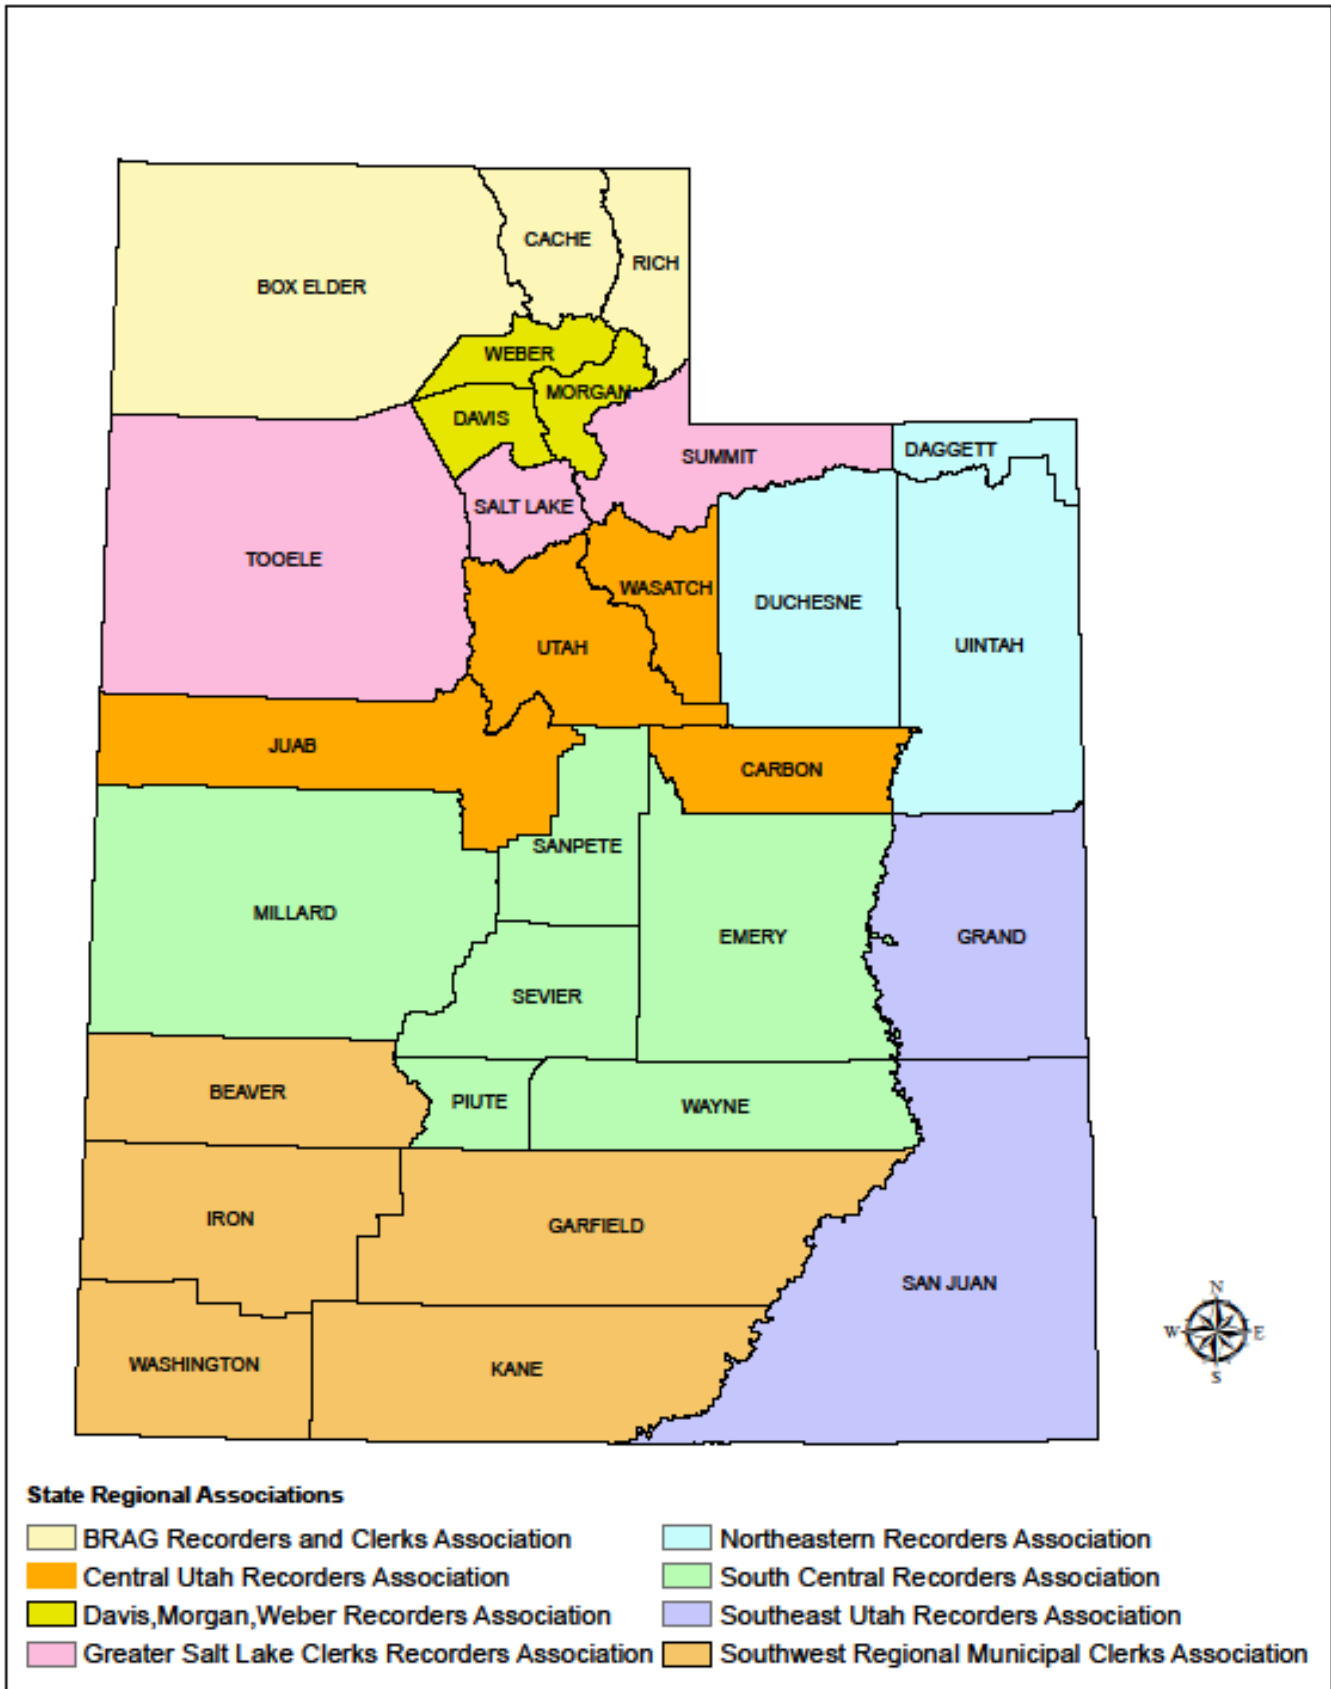 CACHE
RICH
BOX ELDER
WEBER
MORGAN
DAVIS
DAGGETT
SUMMIT
SALT LAKE
TOOELE
WASATCH
DUCHESNE
UTAH
UINTAH
JUAB
CARBON
SANPETE
MILLARD
EMERY
GRAND
SEVIER
BEAVER
PIUTE
WAYNE
IRON
GARFIELD
SAN JUAN
N
W E
S
WASHINGTON
KANE
State Regional Associations
BRAG Recorders and Clerks Association
Northeastern Recorders Association
Central Utah Recorders Association
South Central Recorders Association
Davis,Morgan,Weber Recorders Association
Southeast Utah Recorders Association
Greater Salt Lake Clerks Recorders Association
Southwest Regional Municipal Clerks Association